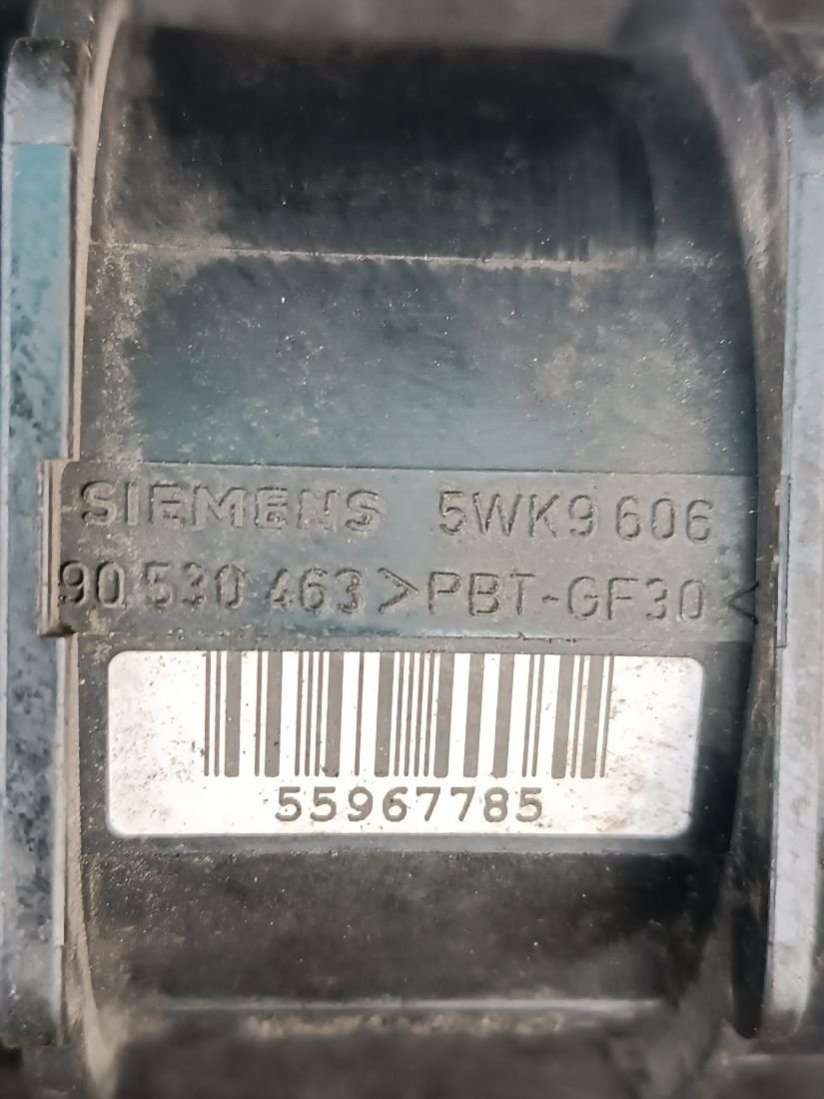 SIEMENS 5WK9 606
90 530 463 >PBT-GF30<
55967785